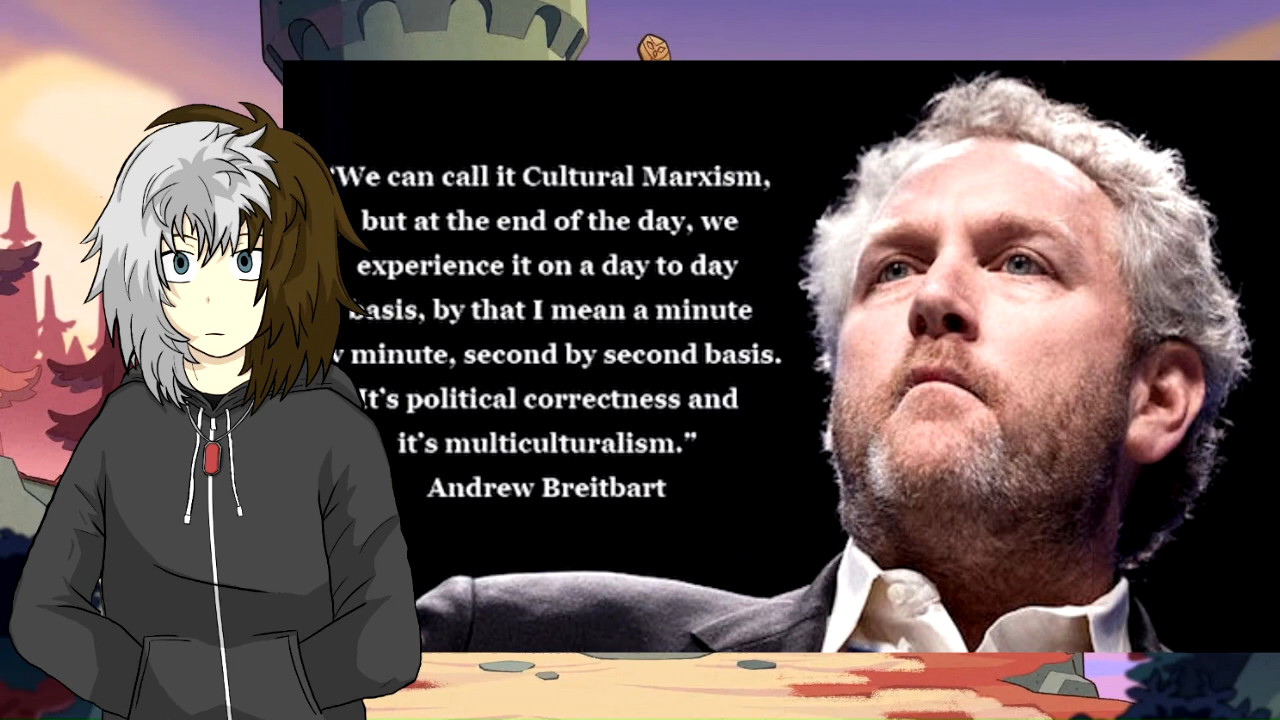 “We can call it Cultural Marxism,
but at the end of the day, we
experience it on a day to day
basis, by that I mean a minute
minute, second by second basis.
It's political correctness and
it's multiculturalism.”
Andrew Breitbart